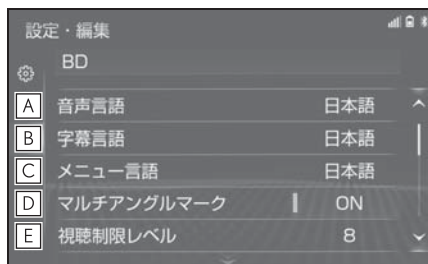 設定・編集
BD
A 音声言語 日本語
B 字幕言語 日本語
C メニュー言語 日本語
D マルチアングルマーク ON
E 視聴制限レベル 8